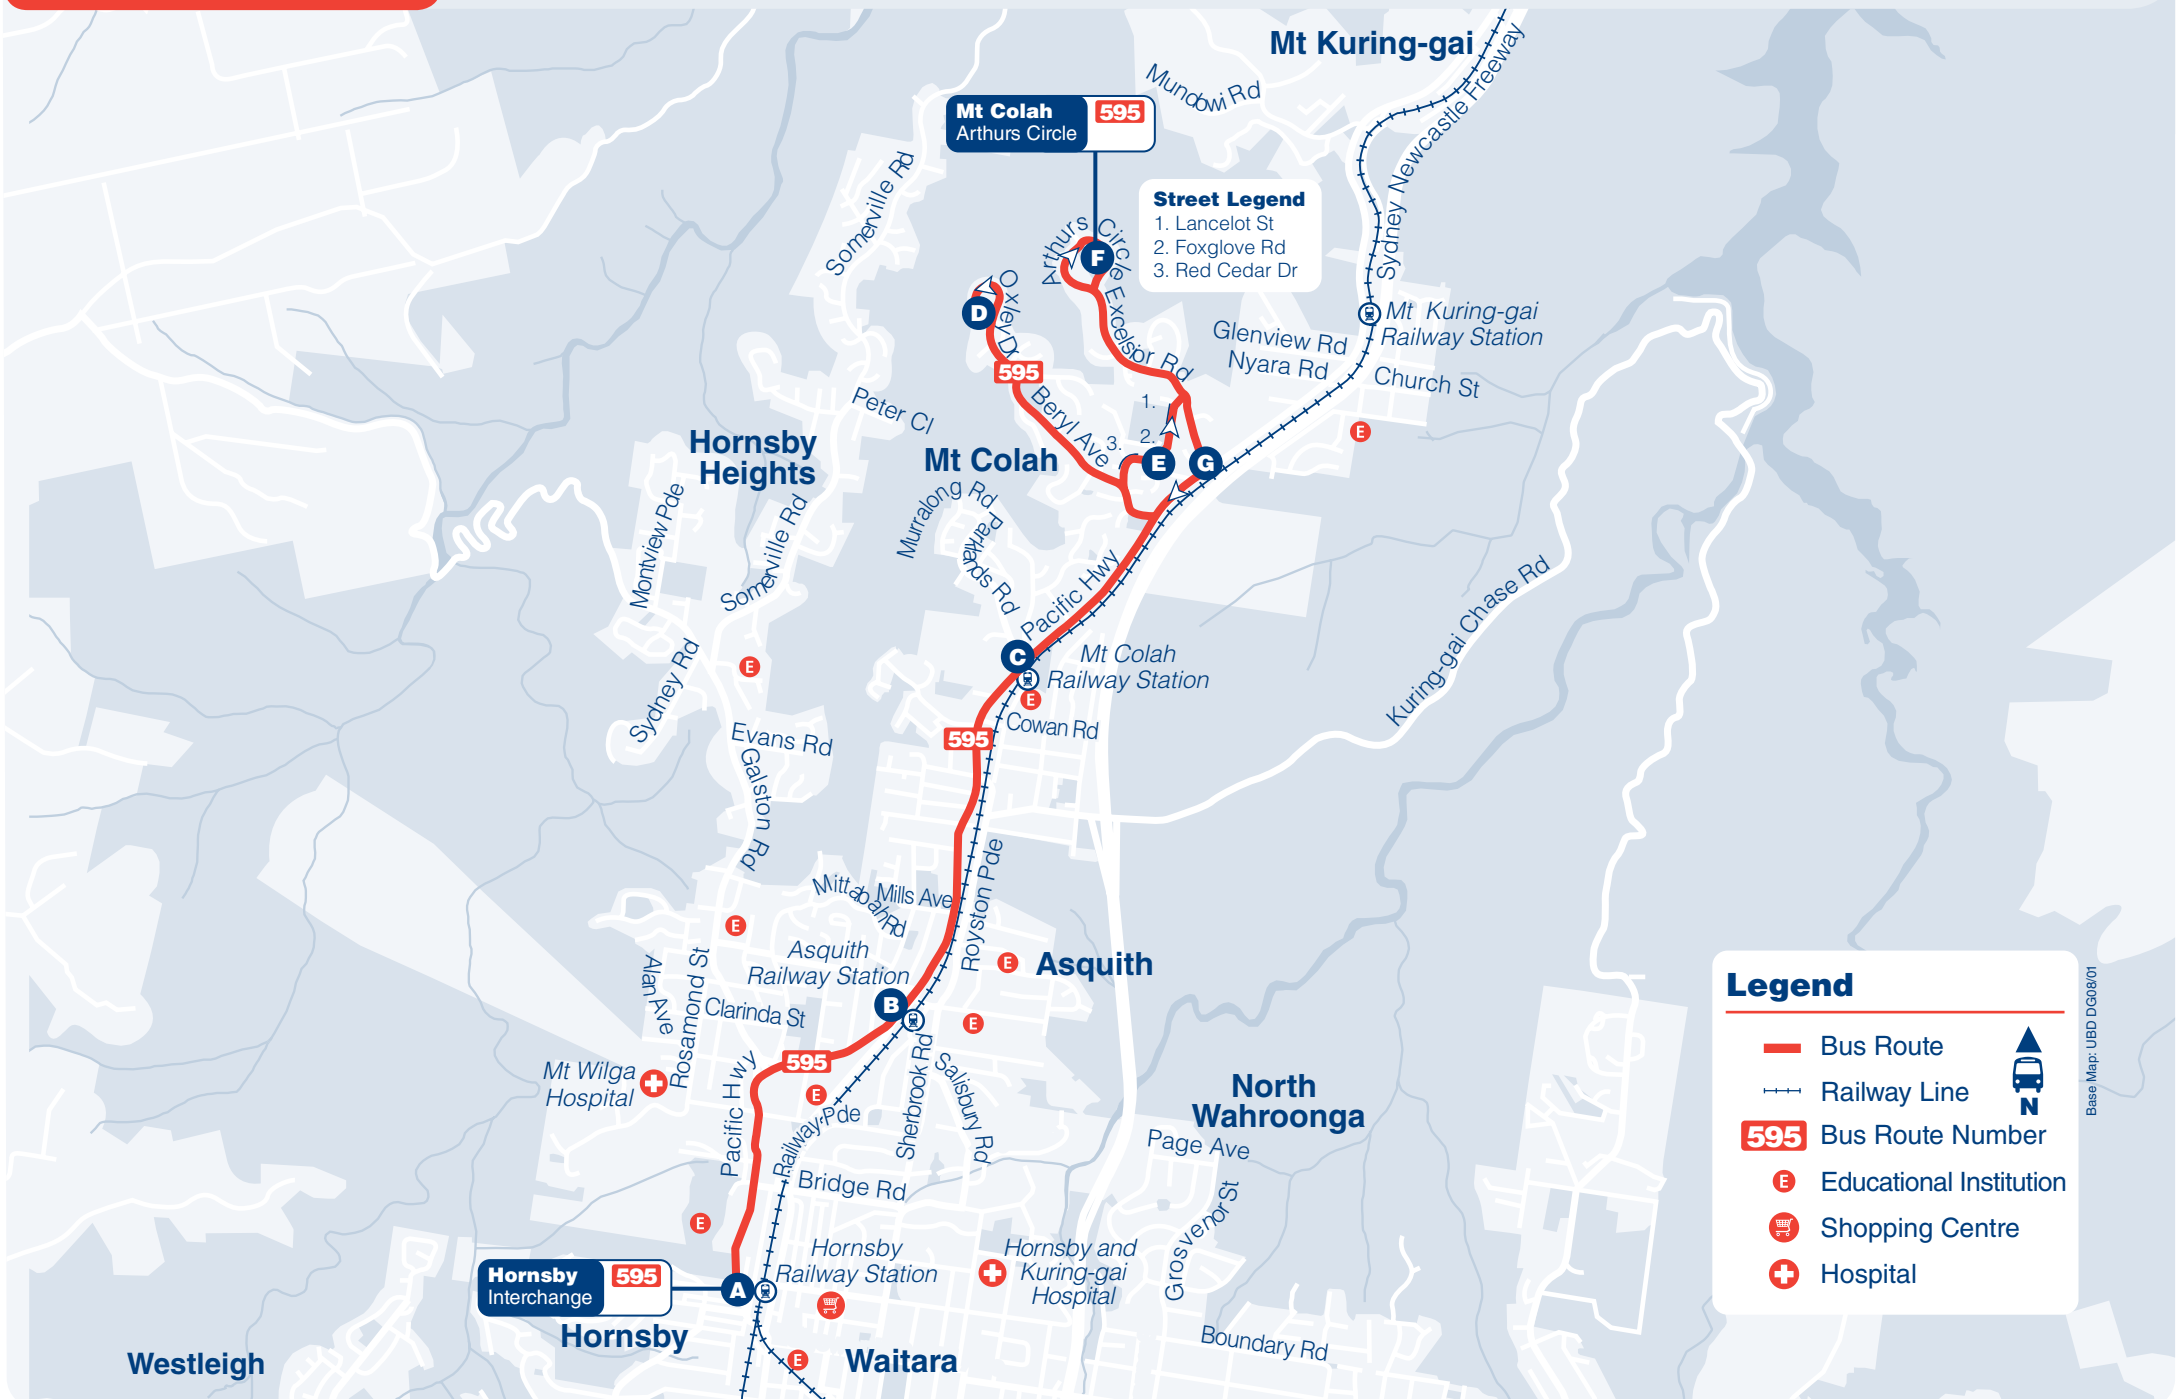 Mt Kuring-gai
Mundowi Rd
Sydney Newcastle Freeway
Mt Colah
Arthurs Circle
595
Somerville Rd
Street Legend
1. Lancelot St
2. Foxglove Rd
3. Red Cedar Dr
Arthurs Circle
F
Oxley Dr
D
Excelsior Rd
Mt Kuring-gai
Railway Station
Glenview Rd
Nyara Rd
Church St
595
Peter Cl
Beryl Ave
1.
2.
3.
E
Hornsby
Heights
Mt Colah
E
G
Montview Pde
Somerville Rd
Murralong Rd
Parklands Rd
Pacific Hwy
Kuring-gai Chase Rd
C
Mt Colah
Railway Station
E
E
Sydney Rd
Cowan Rd
Evans Rd
595
Galston Rd
Royston Pde
Mittabah Rd
Mills Ave
E
Asquith
Railway Station
E
Asquith
Alan Ave
Rosamond St
Clarinda St
B
E
Mt Wilga
Hospital
595
Pacific Hwy
E
Railway Pde
Sherbrook Rd
Salisbury Rd
North
Wahroonga
Page Ave
Bridge Rd
Grosvenor St
E
Hornsby
Railway Station
Hornsby and
Kuring-gai
Hospital
Hornsby
Interchange
595
A
Hornsby
E
Waitara
Boundary Rd
Westleigh
Legend
Bus Route
Railway Line
N
595
Bus Route Number
E
Educational Institution
Shopping Centre
Hospital
Base Map: UBD DG08/01